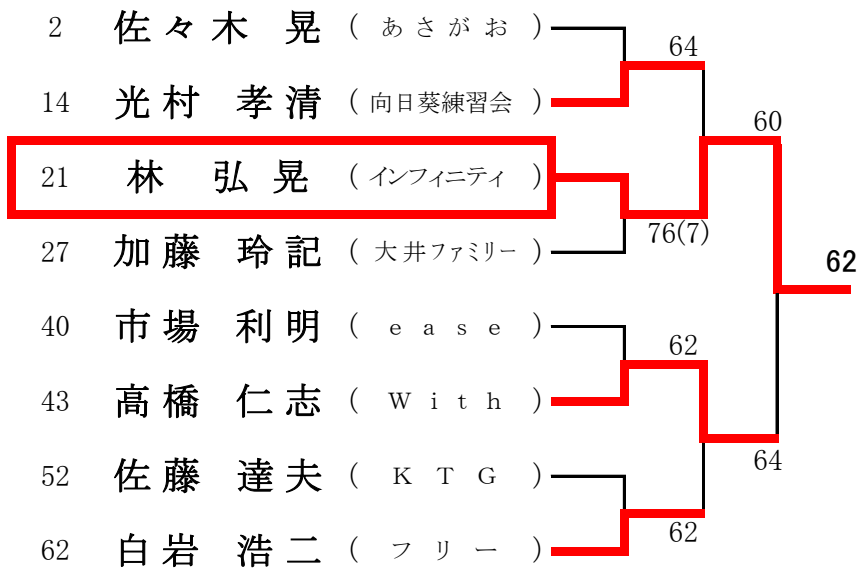 2 佐々木 晃 ( あさがお )
64
14 光村 孝清 ( 向日葵練習会 )
60
21 林 弘晃 ( インフィニティ )
76(7)
27 加藤 玲記 ( 大井ファミリー )
62
40 市場 利明 ( ease )
62
43 高橋 仁志 ( With )
64
52 佐藤 達夫 ( KTG )
62
62 白岩 浩二 ( フリー )